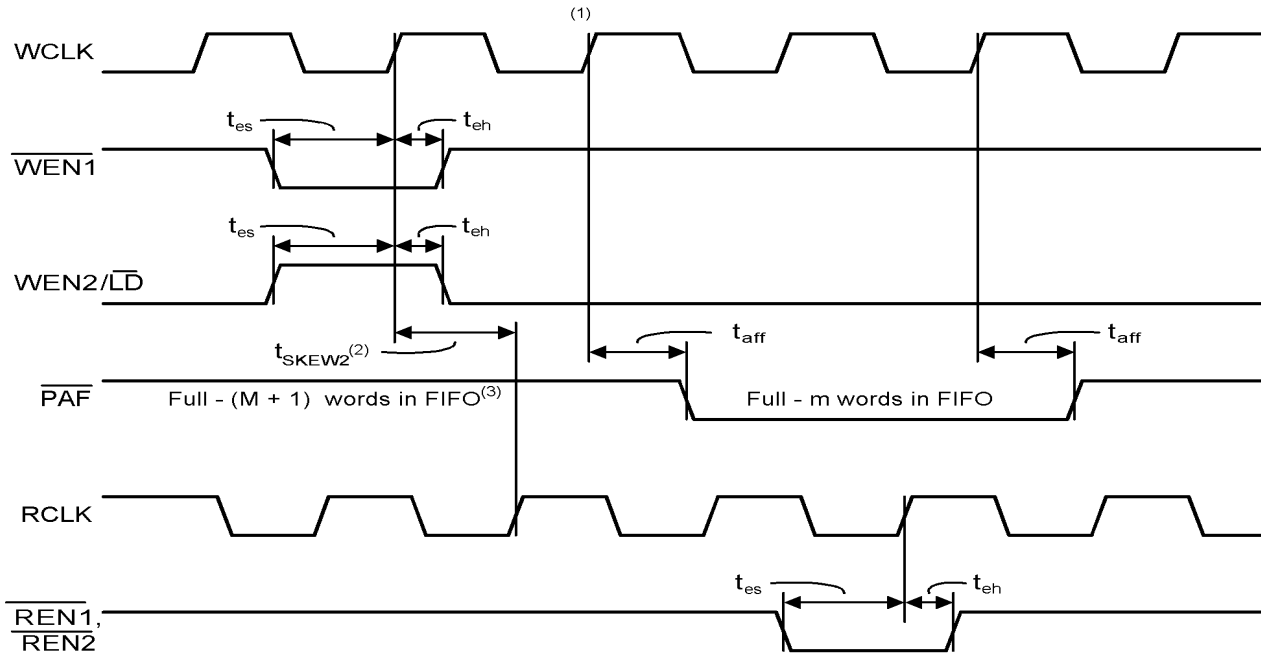 (1)
WCLK
tes
teh
WEN1
tes
teh
WEN2/LD
tSKEW2(2)
taff
taff
PAF
Full - (M + 1) words in FIFO(3)
Full - m words in FIFO
RCLK
tes
teh
REN1,
REN2